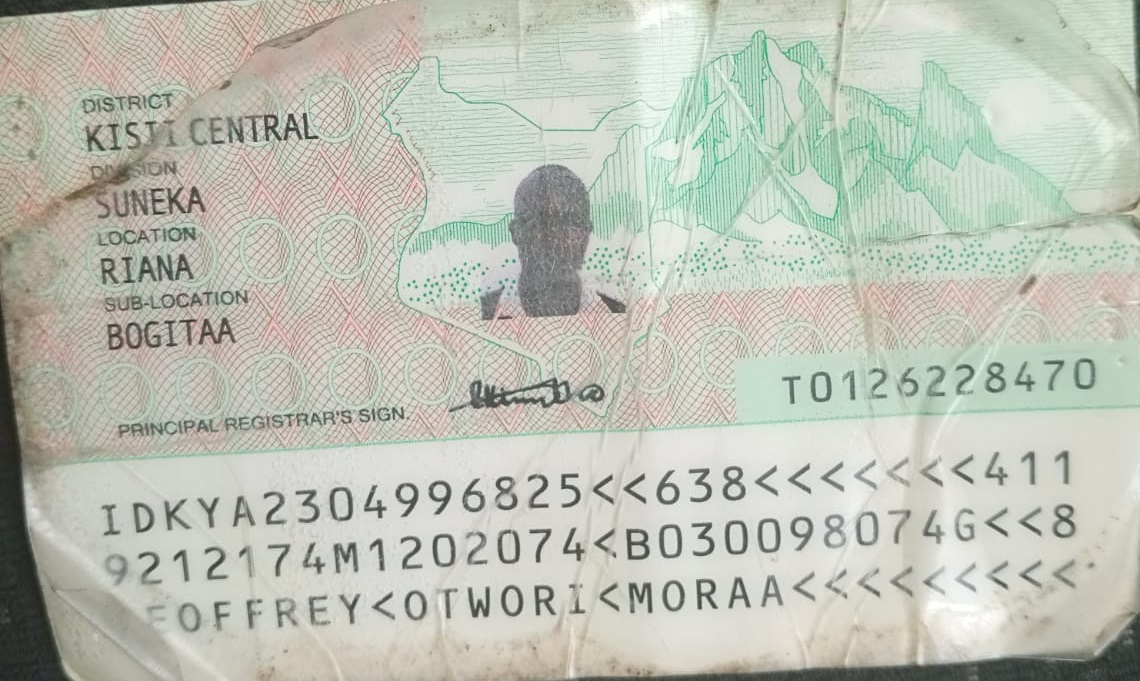 DISTRICT
KISII CENTRAL
DIVISION
SUNEKA
LOCATION
RIANA
SUB-LOCATION
BOGITAA
PRINCIPAL REGISTRAR'S SIGN.
T0126228470
IDKYA2304996825<<638<<<<<<<411
9212174M1202074<B030098074G<<8
EOFFREY<OTWORI<MORAA<<<<<<<<<